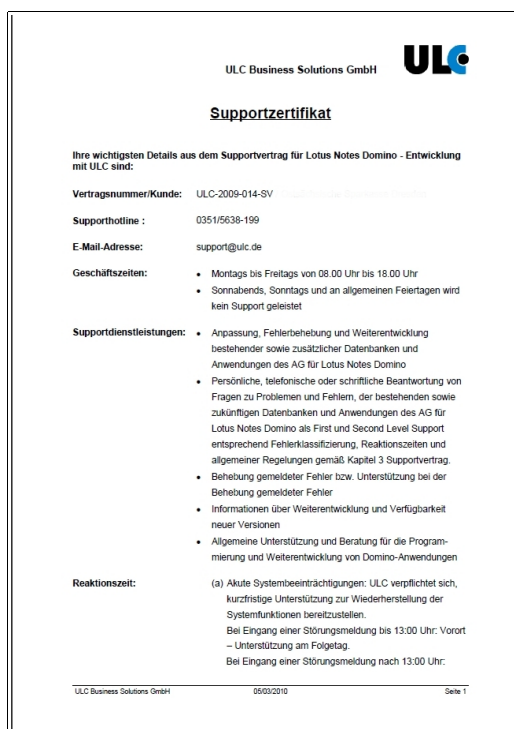 ULC Business Solutions GmbH
ULC
Supportzertifikat
Ihre wichtigsten Details aus dem Supportvertrag für Lotus Notes Domino - Entwicklung
mit ULC sind:
Vertragsnummer/Kunde: ULC-2009-014-SV
Supporthotline : 0351/5638-199
E-Mail-Adresse: support@ulc.de
Geschäftszeiten: • Montags bis Freitags von 08.00 Uhr bis 18.00 Uhr
• Sonnabends, Sonntags und an allgemeinen Feiertagen wird
kein Support geleistet
Supportdienstleistungen: • Anpassung, Fehlerbehebung und Weiterentwicklung
bestehender sowie zusätzlicher Datenbanken und
Anwendungen des AG für Lotus Notes Domino
• Persönliche, telefonische oder schriftliche Beantwortung von
Fragen zu Problemen und Fehlern, der bestehenden sowie
zukünftigen Datenbanken und Anwendungen des AG für
Lotus Notes Domino als First und Second Level Support
entsprechend Fehlerklassifizierung, Reaktionszeiten und
allgemeiner Regelungen gemäß Kapitel 3 Supportvertrag.
• Behebung gemeldeter Fehler bzw. Unterstützung bei der
Behebung gemeldeter Fehler
• Informationen über Weiterentwicklung und Verfügbarkeit
neuer Versionen
• Allgemeine Unterstützung und Beratung für die Program-
mierung und Weiterentwicklung von Domino-Anwendungen
Reaktionszeit: (a) Akute Systembeeinträchtigungen: ULC verpflichtet sich,
kurzfristige Unterstützung zur Wiederherstellung der
Systemfunktionen bereitzustellen.
Bei Eingang einer Störungsmeldung bis 13:00 Uhr: Vorort
– Unterstützung am Folgetag.
Bei Eingang einer Störungsmeldung nach 13:00 Uhr:
ULC Business Solutions GmbH 05/03/2010 Seite 1